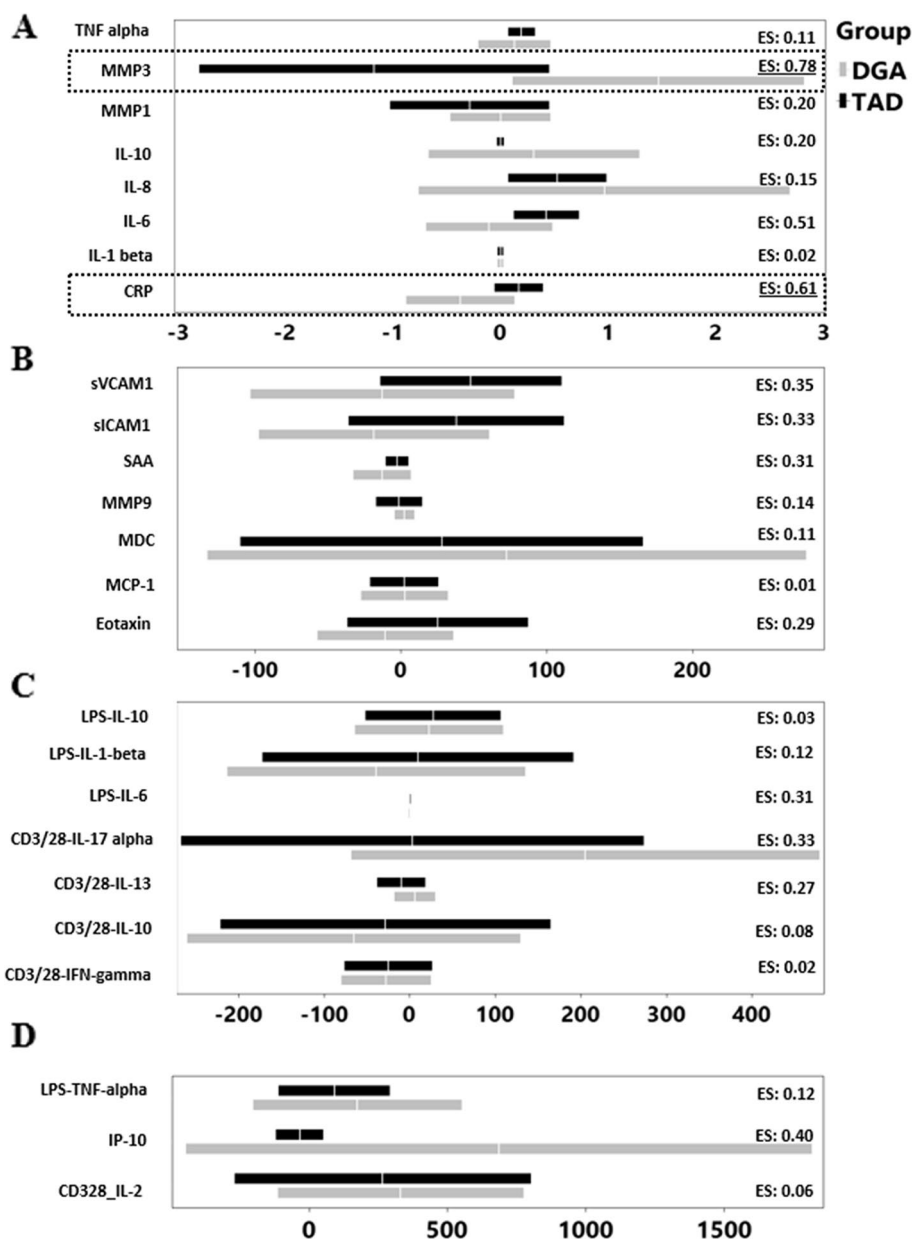 A
TNF alpha ES: 0.11
MMP3 ES: 0.78
MMP1 ES: 0.20
IL-10 ES: 0.20
IL-8 ES: 0.15
IL-6 ES: 0.51
IL-1 beta ES: 0.02
CRP ES: 0.61
-3 -2 -1 0 1 2 3
Group
DGA
TAD
B
sVCAM1 ES: 0.35
sICAM1 ES: 0.33
SAA ES: 0.31
MMP9 ES: 0.14
MDC ES: 0.11
MCP-1 ES: 0.01
Eotaxin ES: 0.29
-100 0 100 200
C
LPS-IL-10 ES: 0.03
LPS-IL-1-beta ES: 0.12
LPS-IL-6 ES: 0.31
CD3/28-IL-17 alpha ES: 0.33
CD3/28-IL-13 ES: 0.27
CD3/28-IL-10 ES: 0.08
CD3/28-IFN-gamma ES: 0.02
-200 -100 0 100 200 300 400
D
LPS-TNF-alpha ES: 0.12
IP-10 ES: 0.40
CD328_IL-2 ES: 0.06
0 500 1000 1500